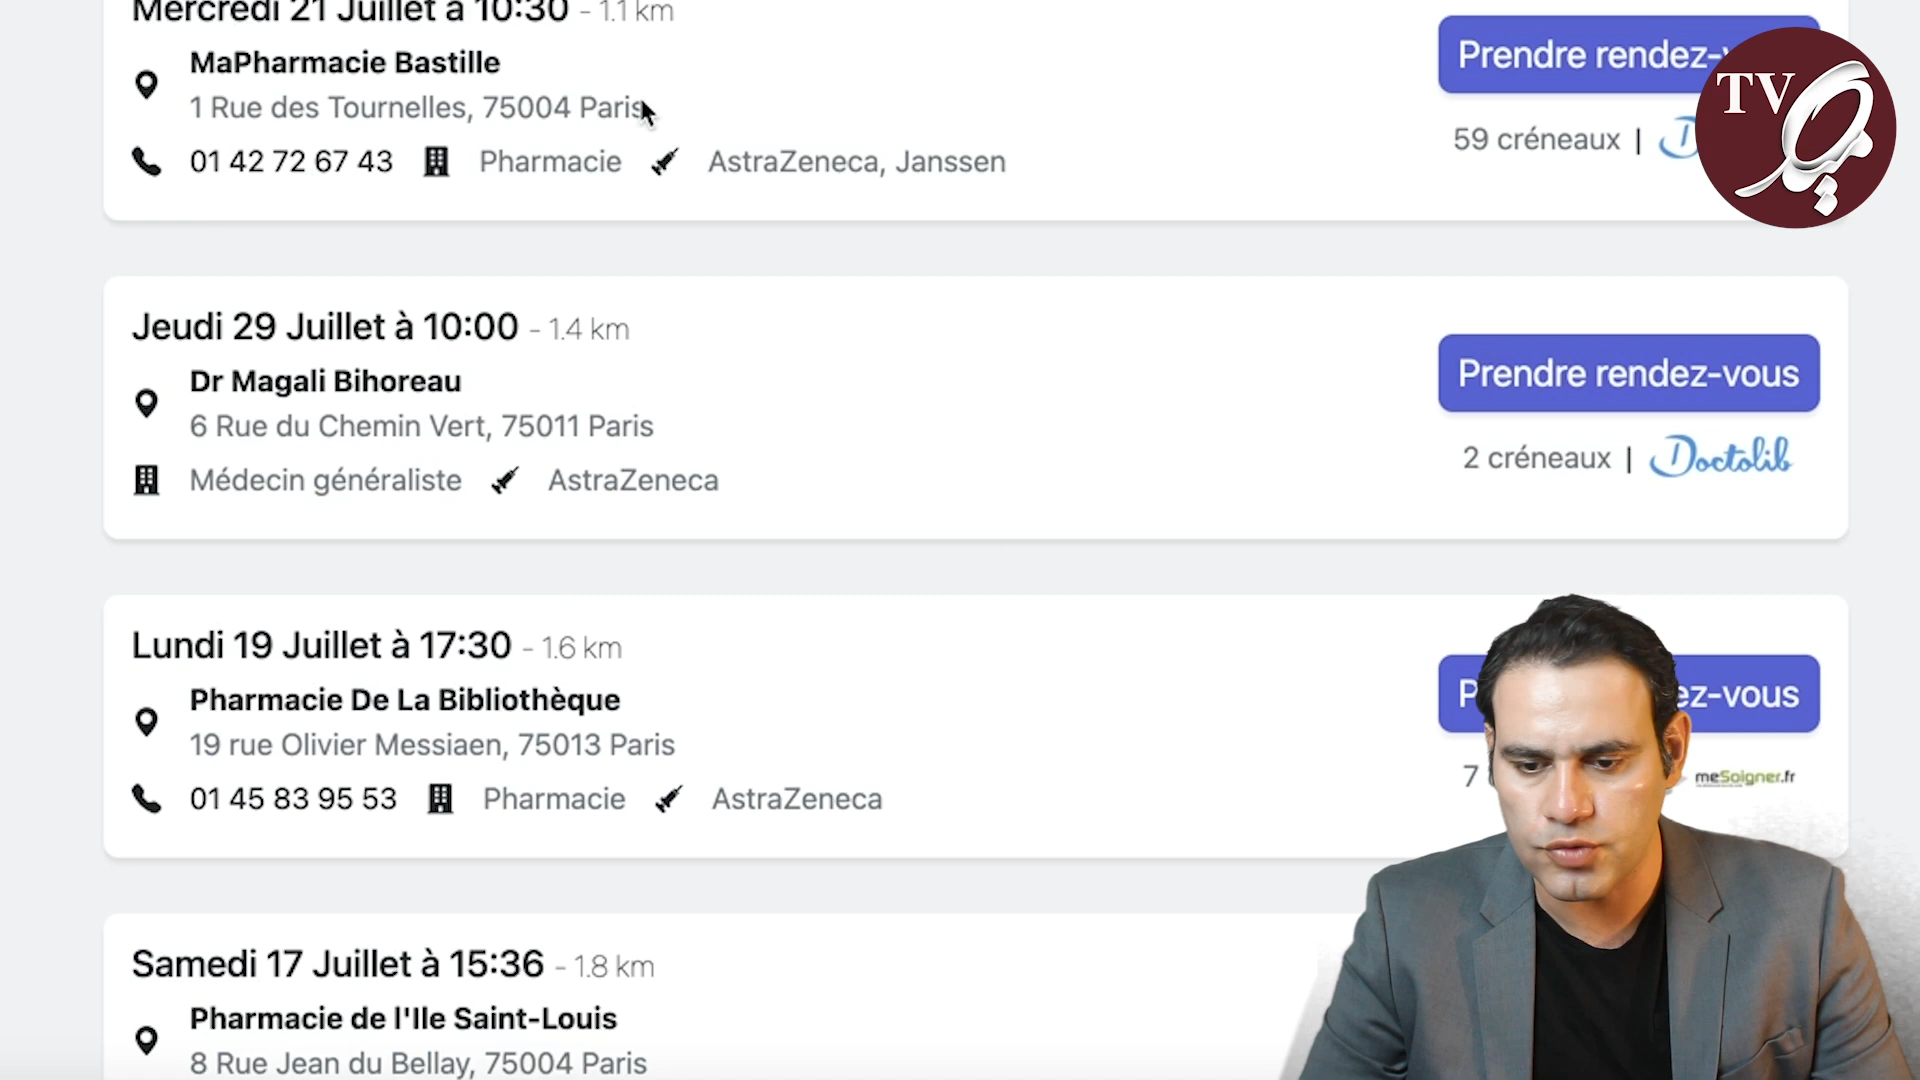 Mercredi 21 Juillet à 10:30 - 1.1 km
MaPharmacie Bastille
1 Rue des Tournelles, 75004 Paris
01 42 72 67 43 Pharmacie AstraZeneca, Janssen
Prendre rendez-
59 créneaux | D
TV
Jeudi 29 Juillet à 10:00 - 1.4 km
Dr Magali Bihoreau
6 Rue du Chemin Vert, 75011 Paris
Médecin généraliste AstraZeneca
Prendre rendez-vous
2 créneaux | Doctolib
Lundi 19 Juillet à 17:30 - 1.6 km
Pharmacie De La Bibliothèque
19 rue Olivier Messiaen, 75013 Paris
01 45 83 95 53 Pharmacie AstraZeneca
P ez-vous
7 meSoigner.fr
Samedi 17 Juillet à 15:36 - 1.8 km
Pharmacie de l'Ile Saint-Louis
8 Rue Jean du Bellay, 75004 Paris